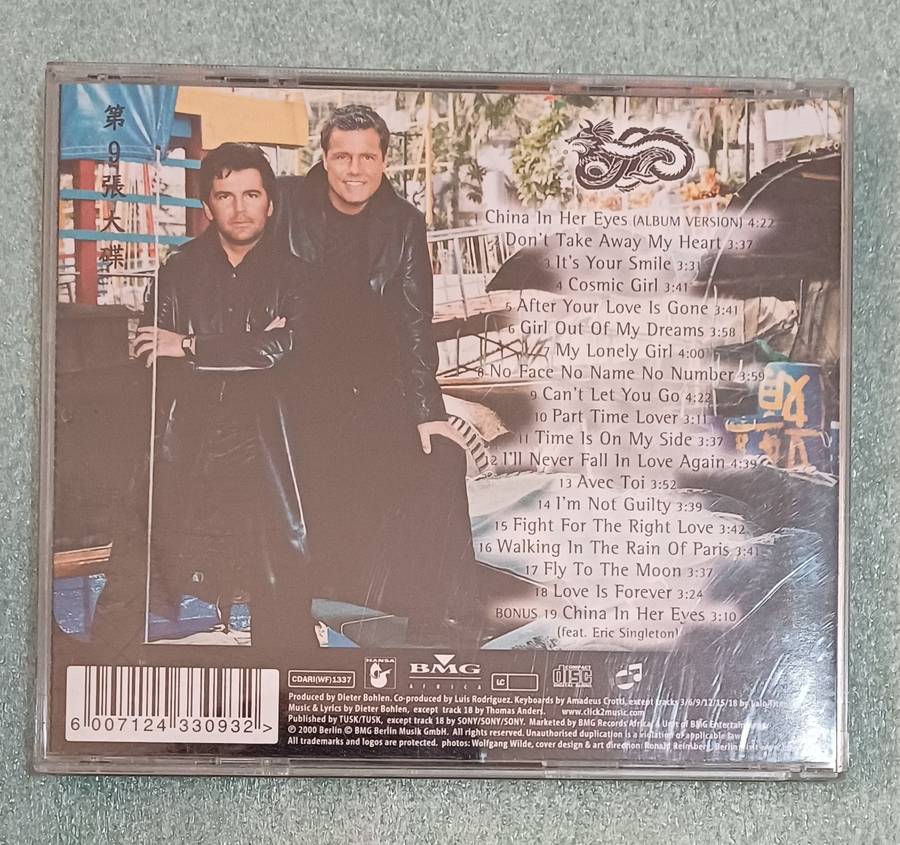 第
9
張
大
碟
China In Her Eyes (ALBUM VERSION) 4:22
Don't Take Away My Heart 3:37
3 It's Your Smile 3:31
4 Cosmic Girl 3:41
5 After Your Love Is Gone 3:41
6 Girl Out Of My Dreams 3:58
7 My Lonely Girl 4:00
8 No Face No Name No Number 3:59
9 Can't Let You Go 4:22
10 Part Time Lover 3:11
11 Time Is On My Side 3:37
12 I'll Never Fall In Love Again 4:39
13 Avec Toi 3:52
14 I'm Not Guilty 3:39
15 Fight For The Right Love 3:42
16 Walking In The Rain Of Paris 3:41
17 Fly To The Moon 3:37
18 Love Is Forever 3:24
BONUS 19 China In Her Eyes 3:10
(feat. Eric Singleton)
CDARI(WF)1337
HANSA
BMG
AFRICA
LC
COMPACT
disc
DIGITAL AUDIO
Produced by Dieter Bohlen. Co-produced by Luis Rodriguez. Keyboards by Amadeus Crotti, except tracks 3/6/9/12/15/18 by
Music & Lyrics by Dieter Bohlen, except track 18 by Thomas Anders. www.click2music.com
Published by TUSK/TUSK, except track 18 by SONY/SONY/SONY. Marketed by BMG Records Africa, a Unit of BMG Entertainment
℗ 2000 Berlin © BMG Berlin Musik GmbH. All rights reserved. Unauthorised duplication is a violation of applicable laws
All trademarks and logos are protected. photos: Wolfgang Wilde, cover design & art direction: Ronald Reinsberg, Berlin
6 007124 330932 >